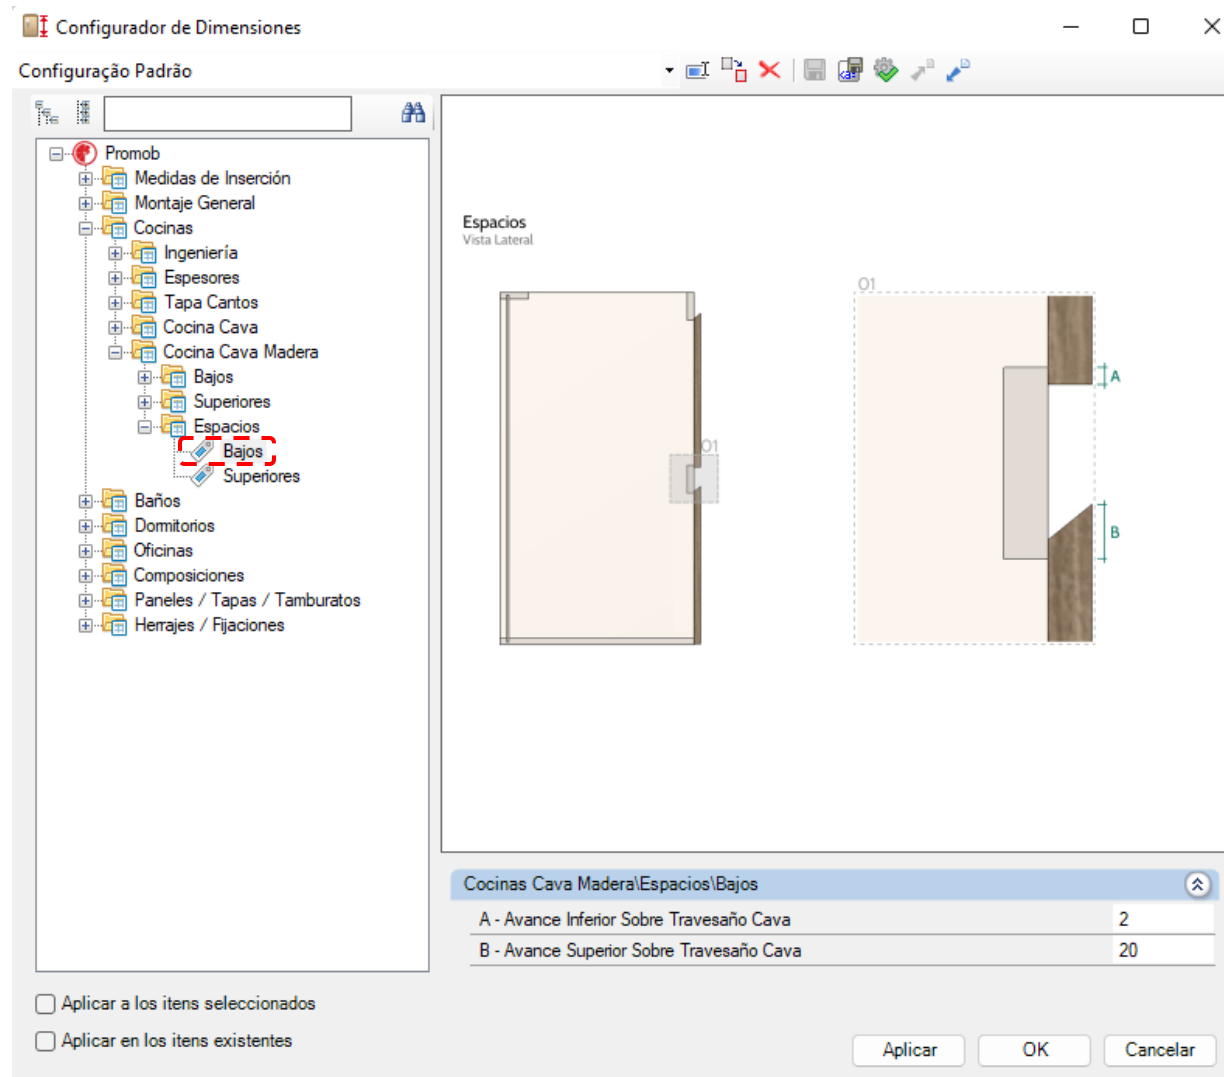 Configurador de Dimensiones
Configuração Padrão
Promob
Medidas de Inserción
Montaje General
Cocinas
Ingeniería
Espesores
Tapa Cantos
Cocina Cava
Cocina Cava Madera
Bajos
Superiores
Espacios
Bajos
Superiores
Baños
Dormitorios
Oficinas
Composiciones
Paneles / Tapas / Tamburatos
Herrajes / Fijaciones
Espacios
Vista Lateral
01
01
A
B
Cocinas Cava Madera\Espacios\Bajos
A - Avance Inferior Sobre Travesaño Cava 2
B - Avance Superior Sobre Travesaño Cava 20
Aplicar a los itens seleccionados
Aplicar en los itens existentes
Aplicar OK Cancelar